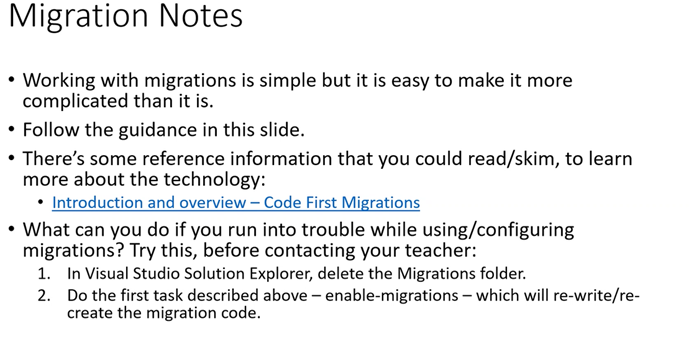 Migration Notes
• Working with migrations is simple but it is easy to make it more
complicated than it is.
• Follow the guidance in this slide.
• There's some reference information that you could read/skim, to learn
more about the technology:
• Introduction and overview – Code First Migrations
• What can you do if you run into trouble while using/configuring
migrations? Try this, before contacting your teacher:
1. In Visual Studio Solution Explorer, delete the Migrations folder.
2. Do the first task described above – enable-migrations – which will re-write/re-
create the migration code.